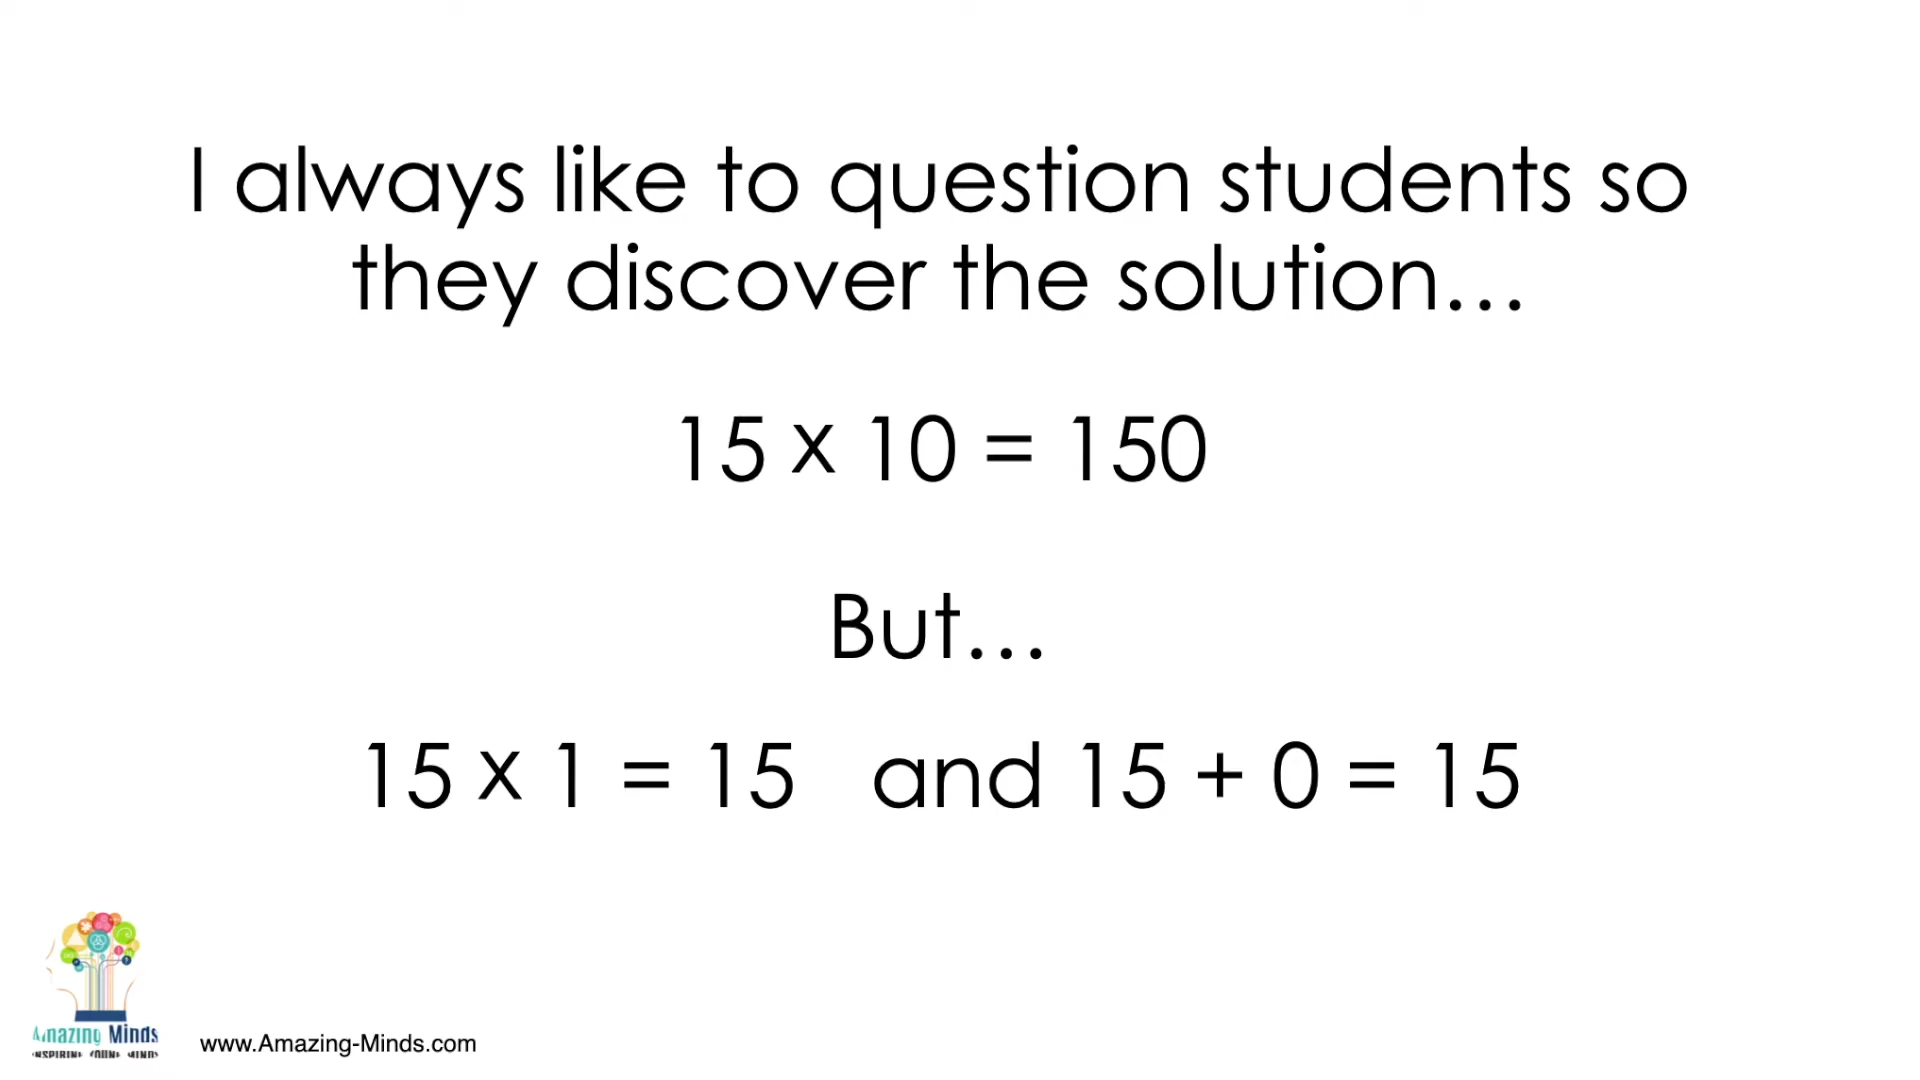 I always like to question students so
they discover the solution...
15 x 10 = 150
But...
15 x 1 = 15 and 15 + 0 = 15
Amazing Minds
www.Amazing-Minds.com